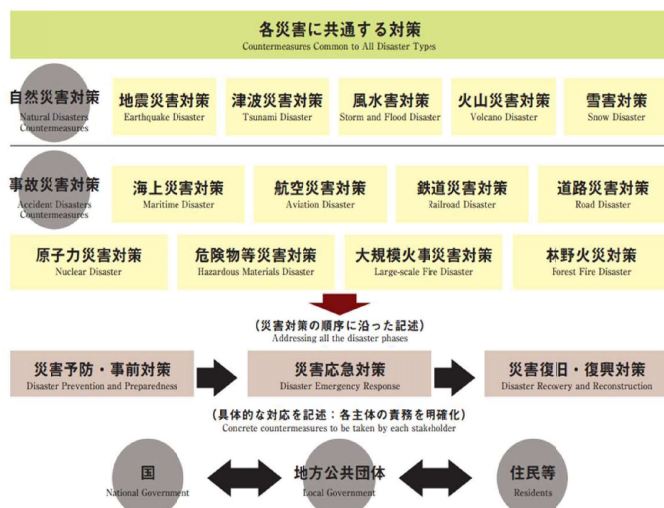 各災害に共通する対策
Countermeasures Common to All Disaster Types
自然災害対策
Natural Disasters
Countermeasures
地震災害対策
Earthquake Disaster
津波災害対策
Tsunami Disaster
風水害対策
Storm and Flood Disaster
火山災害対策
Volcano Disaster
雪害対策
Snow Disaster
事故災害対策
Accident Disasters
Countermeasures
海上災害対策
Maritime Disaster
航空災害対策
Aviation Disaster
鉄道災害対策
Railroad Disaster
道路災害対策
Road Disaster
原子力災害対策
Nuclear Disaster
危険物等災害対策
Hazardous Materials Disaster
大規模火事災害対策
Large-scale Fire Disaster
林野火災対策
Forest Fire Disaster
(災害対策の順序に沿った記述)
Addressing all the disaster phases
災害予防・事前対策
Disaster Prevention and Preparedness
災害応急対策
Disaster Emergency Response
災害復旧・復興対策
Disaster Recovery and Reconstruction
(具体的な対応を記述：各主体の責務を明確化)
Concrete countermeasures to be taken by each stakeholder
国
National Government
地方公共団体
Local Government
住民等
Residents